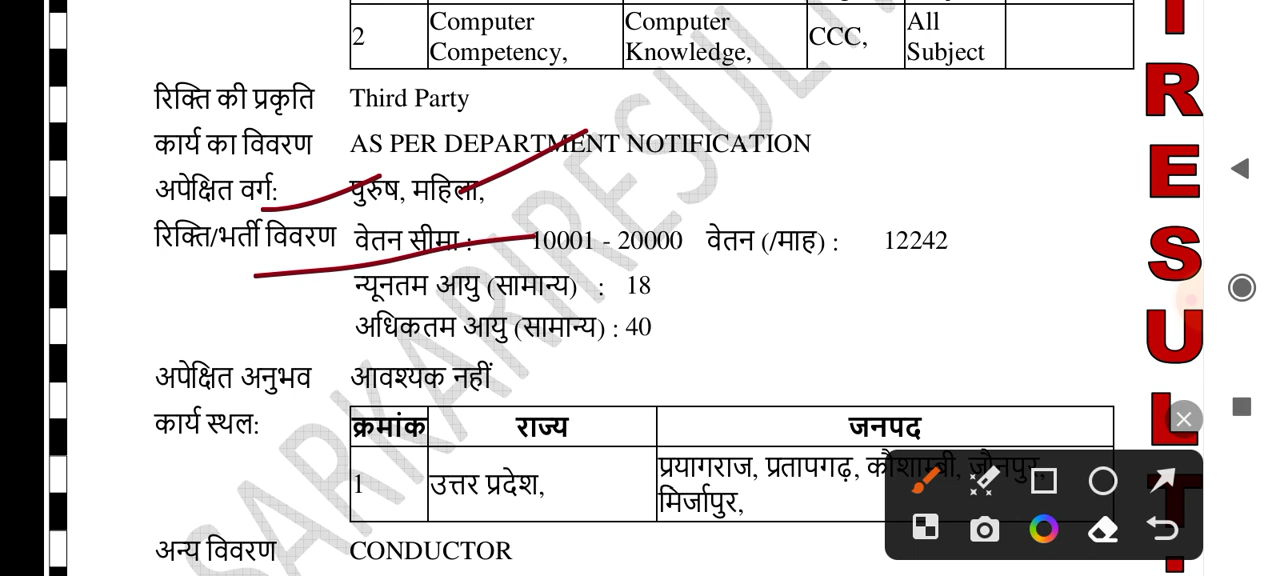 2 Computer Competency, Computer Knowledge, CCC, All Subject
रिक्ति की प्रकृति Third Party
कार्य का विवरण AS PER DEPARTMENT NOTIFICATION
अपेक्षित वर्ग: पुरुष, महिला,
रिक्ति/भर्ती विवरण वेतन सीमा : 10001 - 20000 वेतन (/माह) : 12242
न्यूनतम आयु (सामान्य) : 18
अधिकतम आयु (सामान्य) : 40
अपेक्षित अनुभव आवश्यक नहीं
कार्य स्थल: क्रमांक राज्य जनपद
1 उत्तर प्रदेश, प्रयागराज, प्रतापगढ़, कौशाम्बी, जौनपुर,
मिर्जापुर,
अन्य विवरण CONDUCTOR
SARKARIRESULT
I
R
E
S
U
L
T